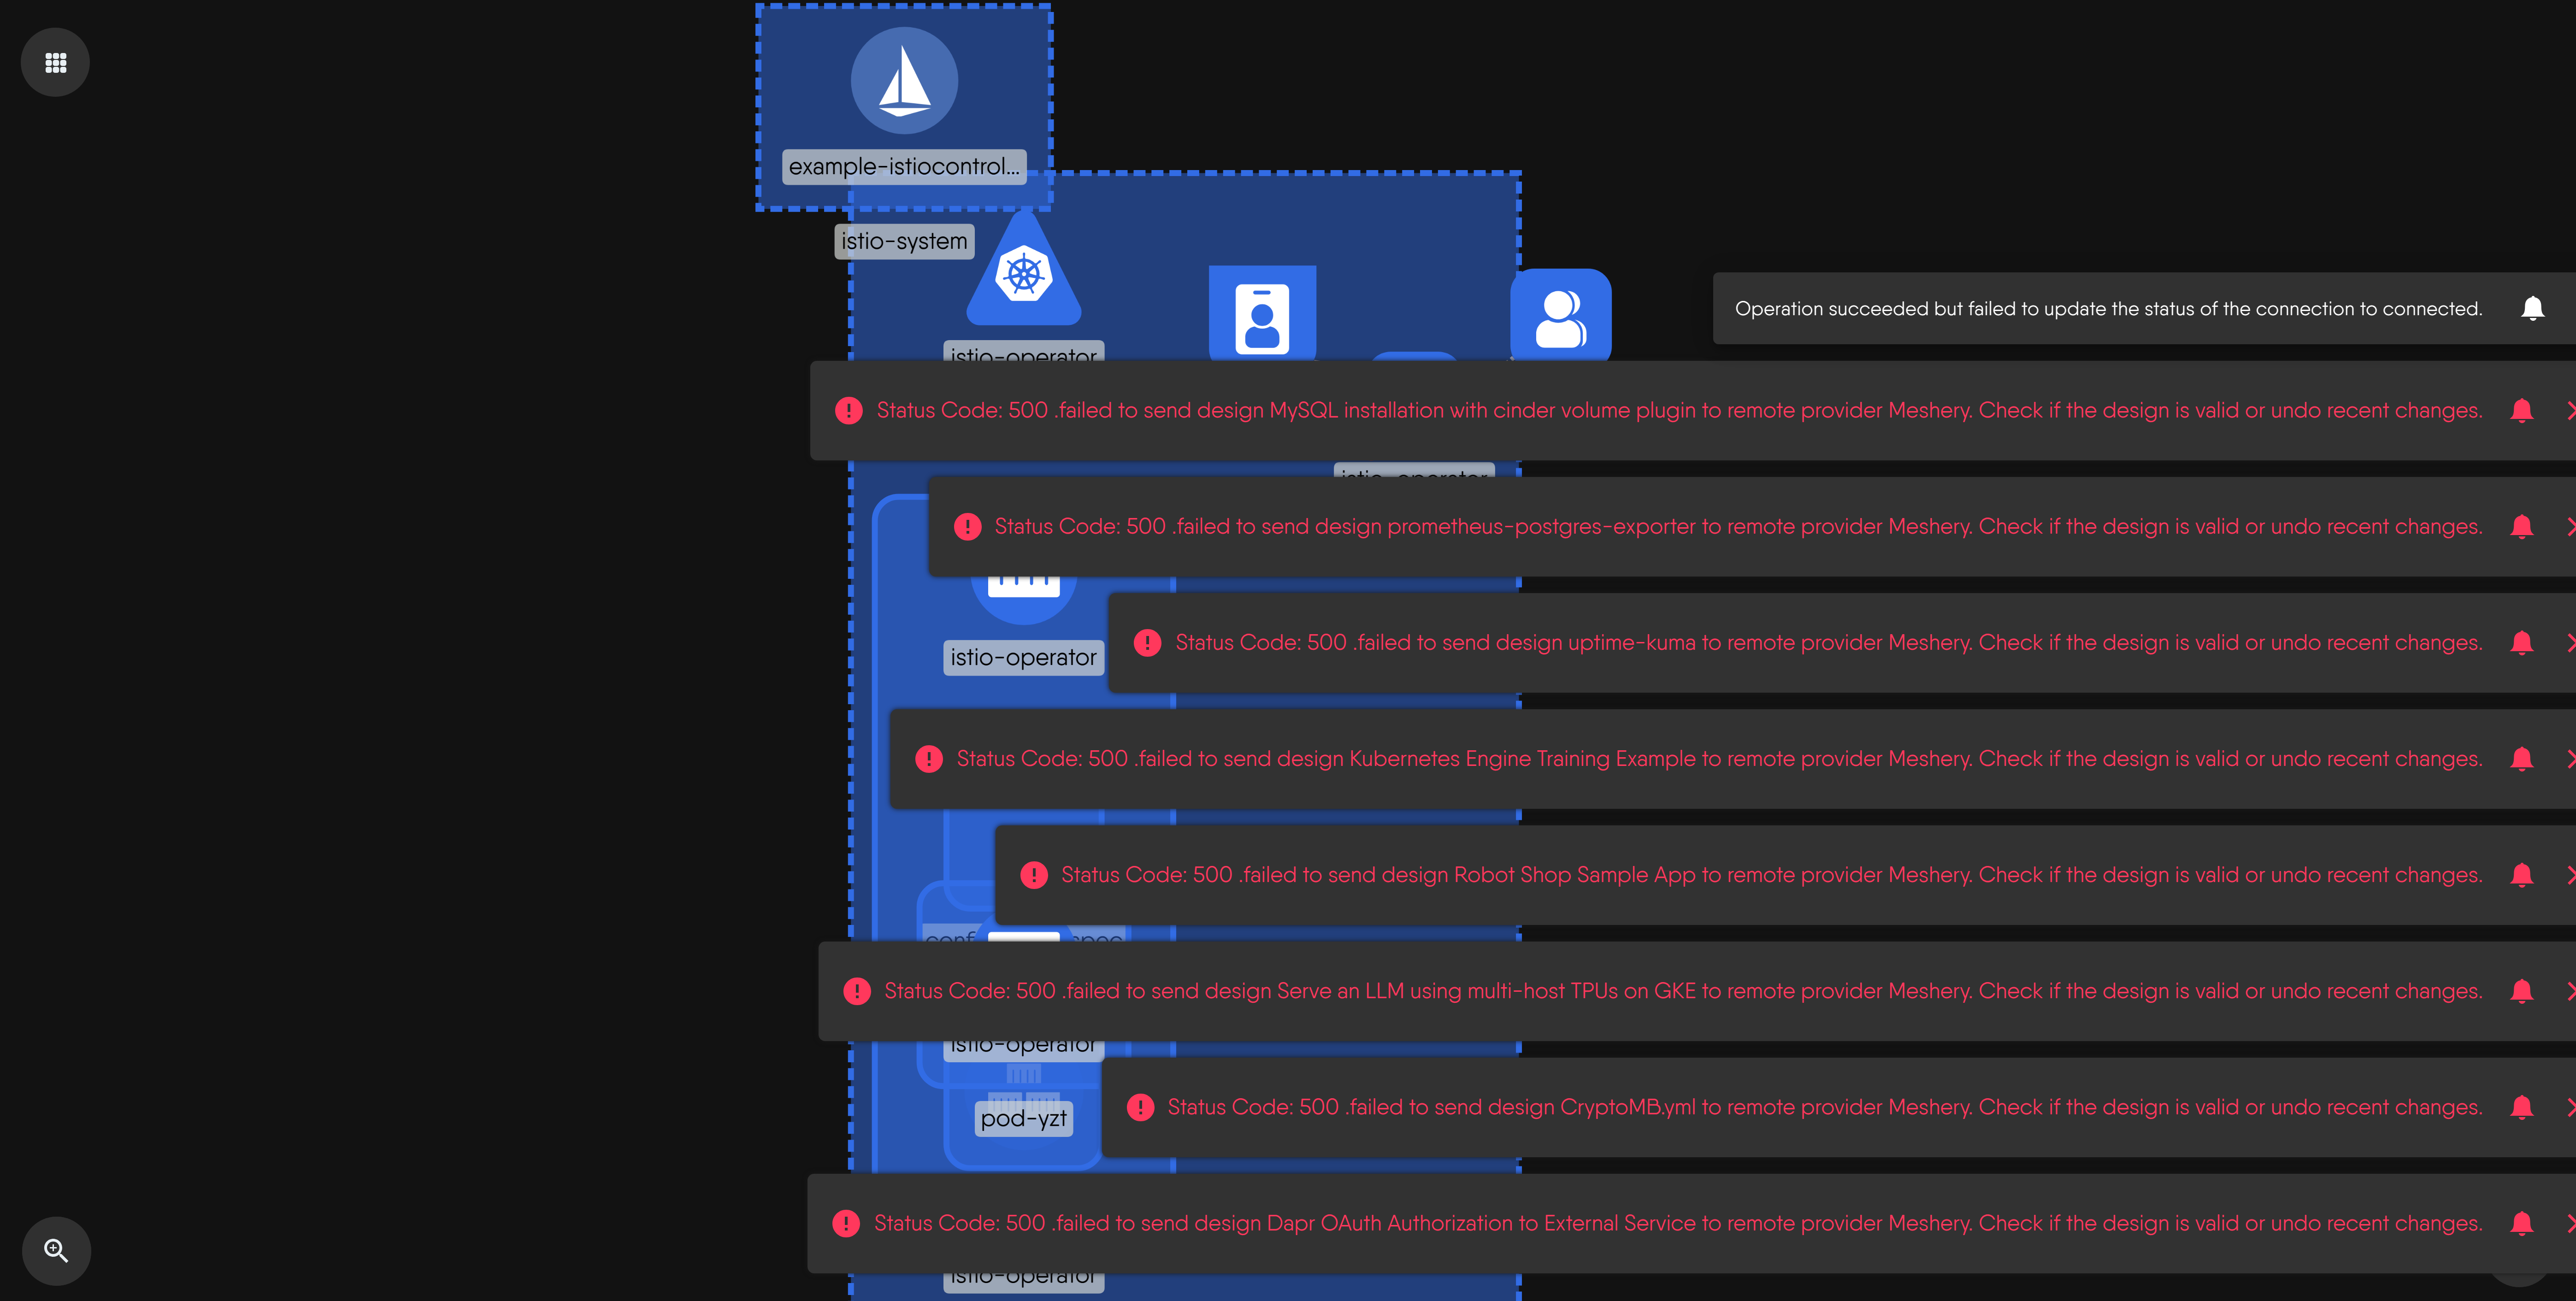 example-istiocontrol...
istio-system
istio-operator
Operation succeeded but failed to update the status of the connection to connected.
Status Code: 500 .failed to send design MySQL installation with cinder volume plugin to remote provider Meshery. Check if the design is valid or undo recent changes.
istio-operator
Status Code: 500 .failed to send design prometheus-postgres-exporter to remote provider Meshery. Check if the design is valid or undo recent changes.
Status Code: 500 .failed to send design uptime-kuma to remote provider Meshery. Check if the design is valid or undo recent changes.
istio-operator
Status Code: 500 .failed to send design Kubernetes Engine Training Example to remote provider Meshery. Check if the design is valid or undo recent changes.
Status Code: 500 .failed to send design Robot Shop Sample App to remote provider Meshery. Check if the design is valid or undo recent changes.
Status Code: 500 .failed to send design Serve an LLM using multi-host TPUs on GKE to remote provider Meshery. Check if the design is valid or undo recent changes.
istio-operator
Status Code: 500 .failed to send design CryptoMB.yml to remote provider Meshery. Check if the design is valid or undo recent changes.
pod-yzt
Status Code: 500 .failed to send design Dapr OAuth Authorization to External Service to remote provider Meshery. Check if the design is valid or undo recent changes.
istio-operator